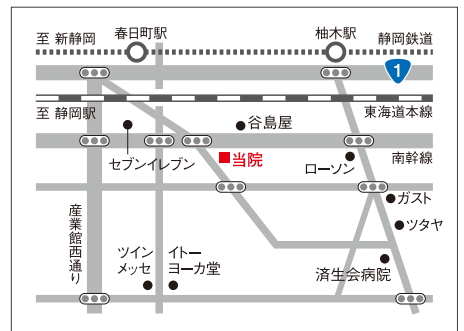 春日町駅
柚木駅
至 新静岡
静岡鉄道
1
至 静岡駅
東海道本線
谷島屋
セブンイレブン
当院
ローソン
南幹線
ガスト
ツタヤ
産業館西通り
ツイン
メッセ
イトー
ヨーカ堂
済生会病院